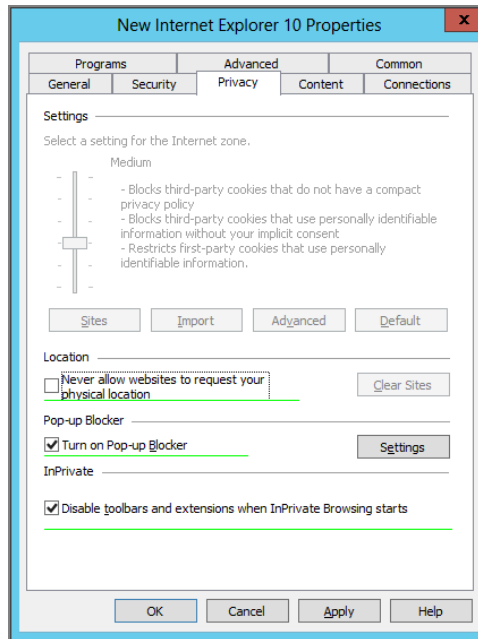 New Internet Explorer 10 Properties
x
Programs Advanced Common
General Security Privacy Content Connections
Settings
Select a setting for the Internet zone.
Medium
- Blocks third-party cookies that do not have a compact
privacy policy
- Blocks third-party cookies that use personally identifiable
information without your implicit consent
- Restricts first-party cookies that use personally
identifiable information.
Sites Import Advanced Default
Location
Never allow websites to request your
physical location
Clear Sites
Pop-up Blocker
Turn on Pop-up Blocker
Settings
InPrivate
Disable toolbars and extensions when InPrivate Browsing starts
OK Cancel Apply Help